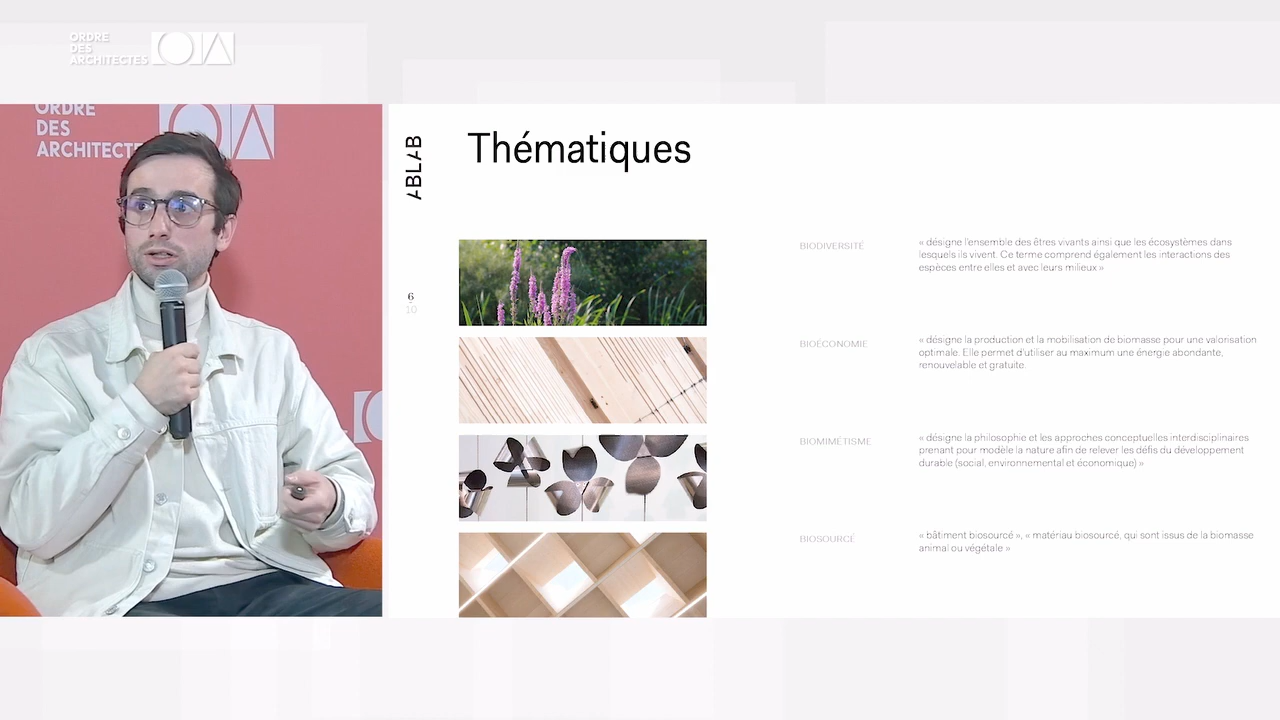 ORDRE
DES
ARCHITECTES
ORDRE
DES
ARCHITECTE
ABLAB
Thématiques
6
10
BIODIVERSITÉ
« désigne l'ensemble des êtres vivants ainsi que les écosystèmes dans
lesquels ils vivent. Ce terme comprend également les interactions des
espèces entre elles et avec leurs milieux »
BIOÉCONOMIE
« désigne la production et la mobilisation de biomasse pour une valorisation
optimale. Elle permet d'utiliser au maximum une énergie abondante,
renouvelable et gratuite.
BIOMIMÉTISME
« désigne la philosophie et les approches conceptuelles interdisciplinaires
prenant pour modèle la nature afin de relever les défis du développement
durable (social, environnemental et économique) »
BIOSOURCÉ
« bâtiment biosourcé », « matériau biosourcé, qui sont issus de la biomasse
animal ou végétale »